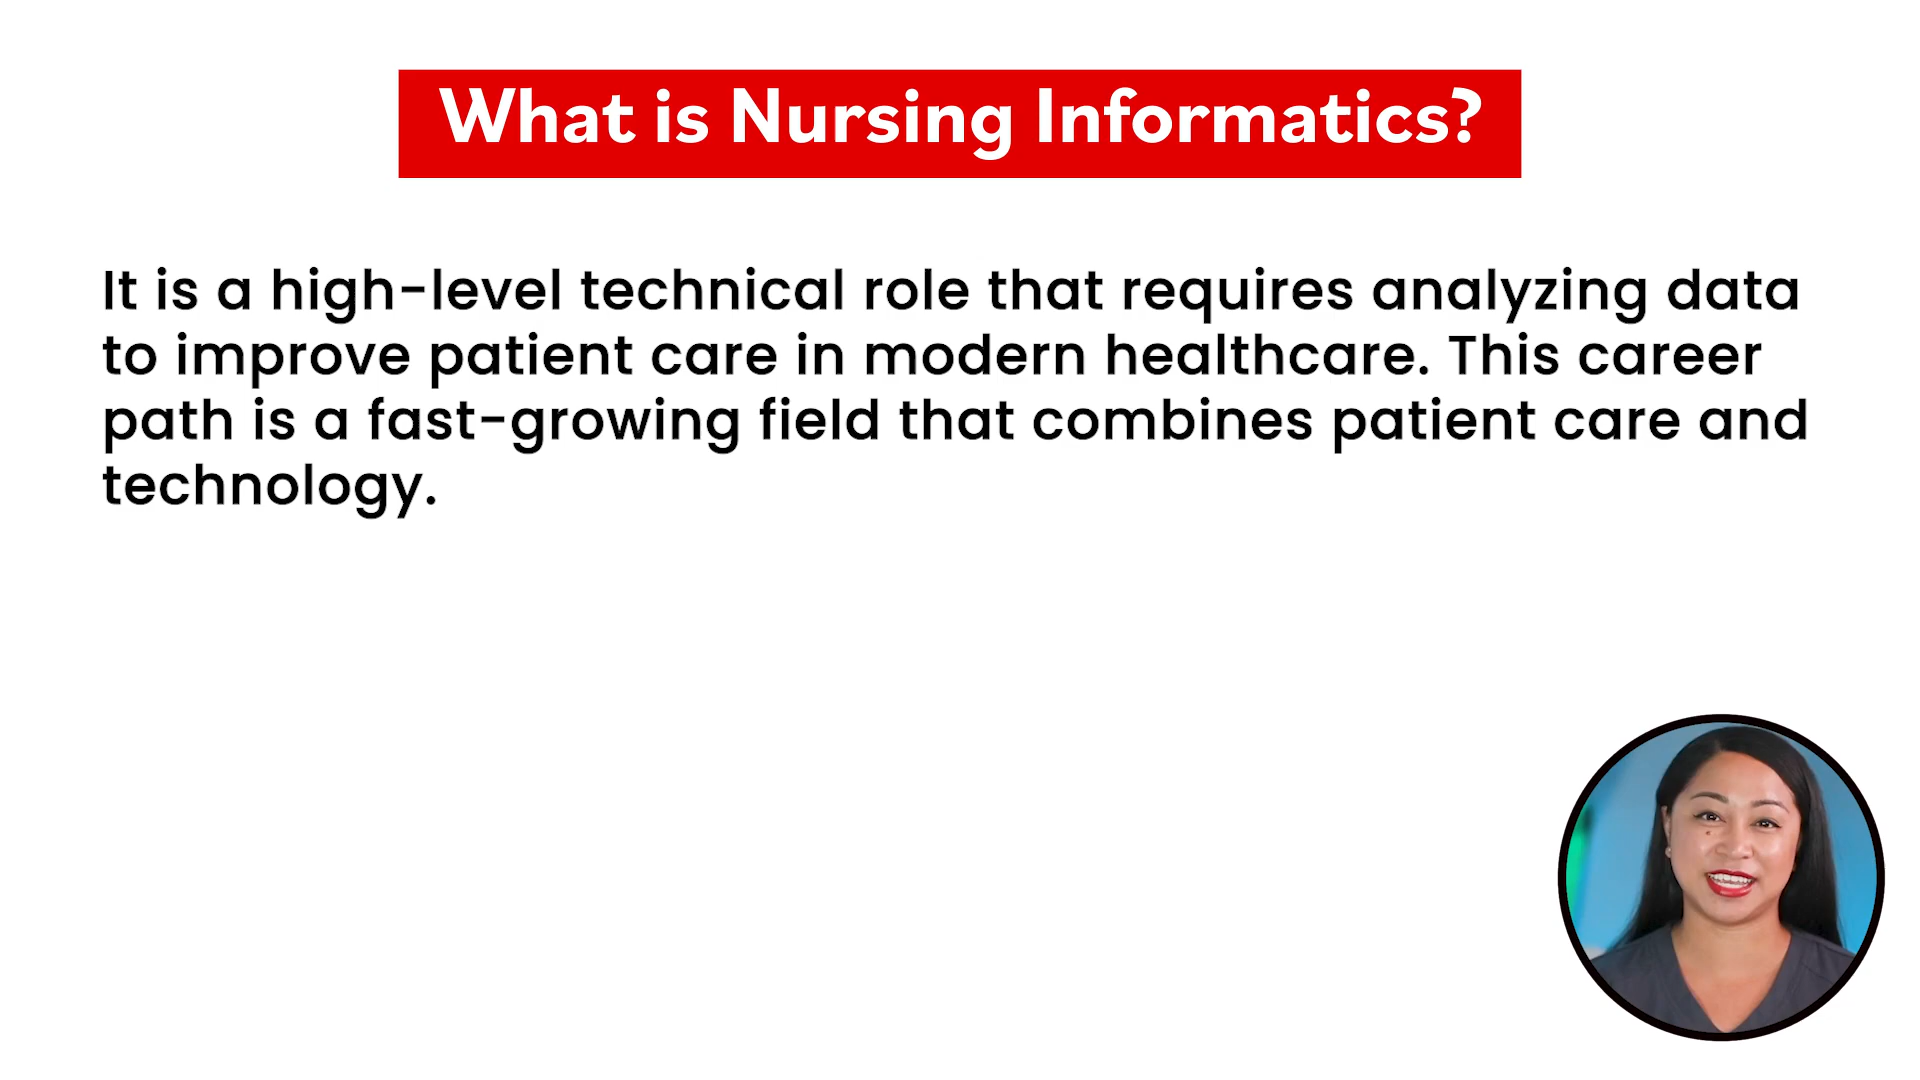 What is Nursing Informatics?
It is a high-level technical role that requires analyzing data
to improve patient care in modern healthcare. This career
path is a fast-growing field that combines patient care and
technology.